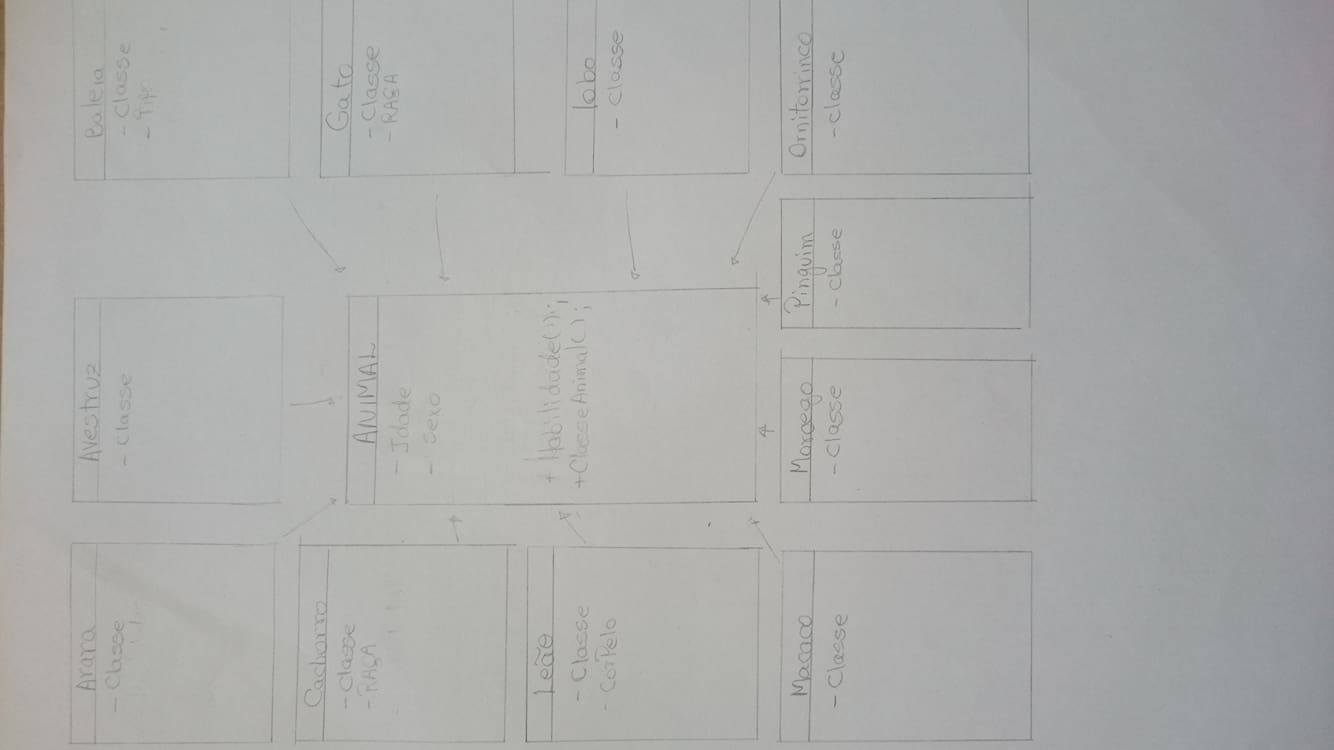 Arara
- Classe
Avestruz
- Classe
Baleia
- Classe
Cachorro
- Classe
- RAÇA
ANIMAL
- Idade
- Sexo
+ Habilidade();
+ClasseAnimal();
Gato
- Classe
- RAÇA
Leão
- Classe
- CorPelo
lobo
- Classe
Macaco
- Classe
Morcego
- Classe
Pinguim
- Classe
Ornitorrinco
- classe